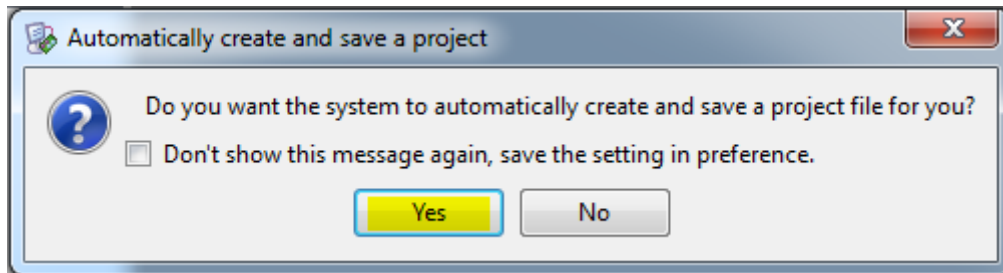 Automatically create and save a project
Do you want the system to automatically create and save a project file for you?
Don't show this message again, save the setting in preference.
Yes
No